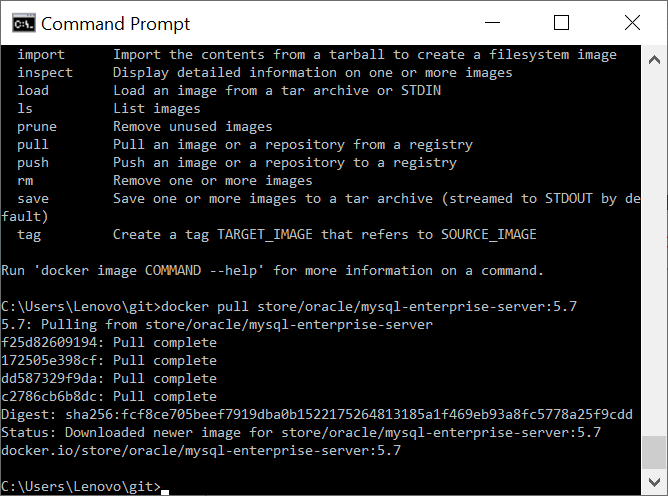 Command Prompt
import      Import the contents from a tarball to create a filesystem image
inspect     Display detailed information on one or more images
load        Load an image from a tar archive or STDIN
ls          List images
prune       Remove unused images
pull        Pull an image or a repository from a registry
push        Push an image or a repository to a registry
rm          Remove one or more images
save        Save one or more images to a tar archive (streamed to STDOUT by de
fault)
tag         Create a tag TARGET_IMAGE that refers to SOURCE_IMAGE
Run 'docker image COMMAND --help' for more information on a command.
C:\Users\Lenovo\git>docker pull store/oracle/mysql-enterprise-server:5.7
5.7: Pulling from store/oracle/mysql-enterprise-server
f25d82609194: Pull complete
172505e398cf: Pull complete
dd587329f9da: Pull complete
c2786cb6b8dc: Pull complete
Digest: sha256:fcf8ce705beef7919dba0b1522175264813185a1f469eb93a8fc5778a25f9cdd
Status: Downloaded newer image for store/oracle/mysql-enterprise-server:5.7
docker.io/store/oracle/mysql-enterprise-server:5.7
C:\Users\Lenovo\git>